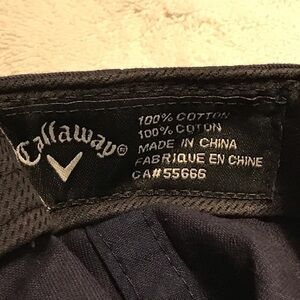 Callaway®
100% COTTON
100% COTON
MADE IN CHINA
FABRIQUE EN CHINE
CA#55666